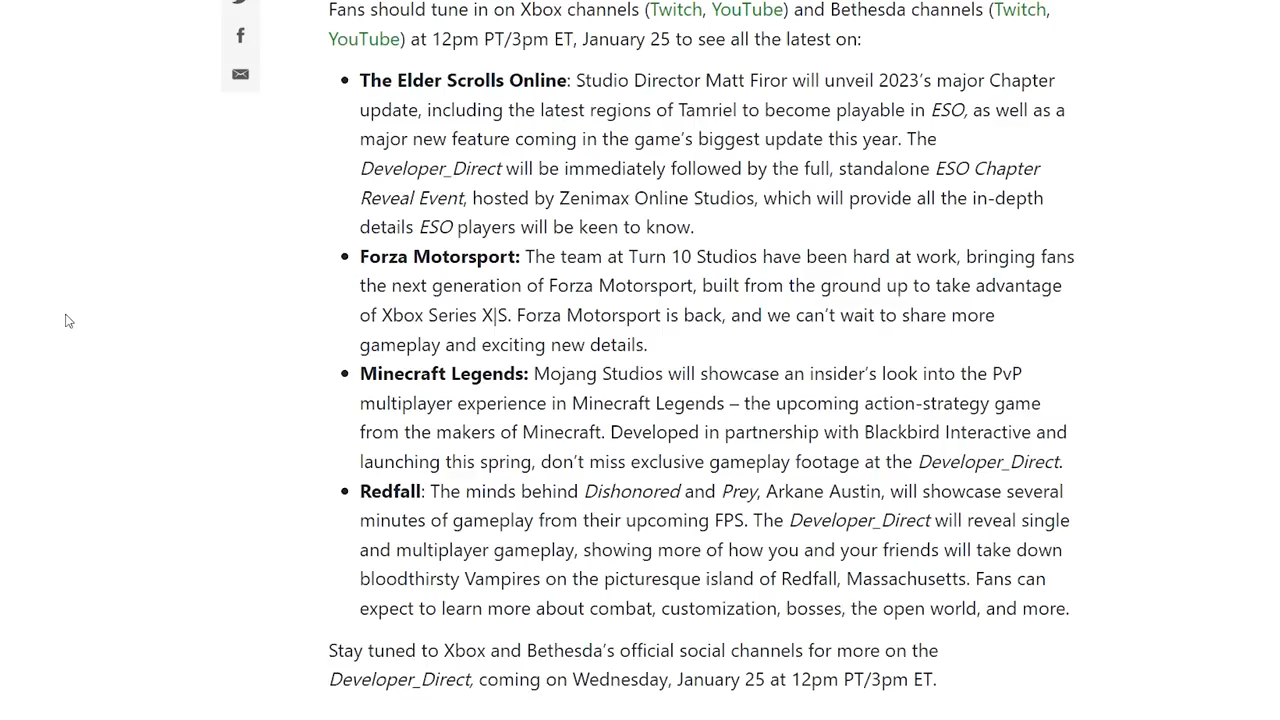 Fans should tune in on Xbox channels (Twitch, YouTube) and Bethesda channels (Twitch,
YouTube) at 12pm PT/3pm ET, January 25 to see all the latest on:
The Elder Scrolls Online: Studio Director Matt Firor will unveil 2023’s major Chapter
update, including the latest regions of Tamriel to become playable in ESO, as well as a
major new feature coming in the game’s biggest update this year. The
Developer_Direct will be immediately followed by the full, standalone ESO Chapter
Reveal Event, hosted by Zenimax Online Studios, which will provide all the in-depth
details ESO players will be keen to know.
Forza Motorsport: The team at Turn 10 Studios have been hard at work, bringing fans
the next generation of Forza Motorsport, built from the ground up to take advantage
of Xbox Series X|S. Forza Motorsport is back, and we can’t wait to share more
gameplay and exciting new details.
Minecraft Legends: Mojang Studios will showcase an insider’s look into the PvP
multiplayer experience in Minecraft Legends – the upcoming action-strategy game
from the makers of Minecraft. Developed in partnership with Blackbird Interactive and
launching this spring, don’t miss exclusive gameplay footage at the Developer_Direct.
Redfall: The minds behind Dishonored and Prey, Arkane Austin, will showcase several
minutes of gameplay from their upcoming FPS. The Developer_Direct will reveal single
and multiplayer gameplay, showing more of how you and your friends will take down
bloodthirsty Vampires on the picturesque island of Redfall, Massachusetts. Fans can
expect to learn more about combat, customization, bosses, the open world, and more.
Stay tuned to Xbox and Bethesda’s official social channels for more on the
Developer_Direct, coming on Wednesday, January 25 at 12pm PT/3pm ET.